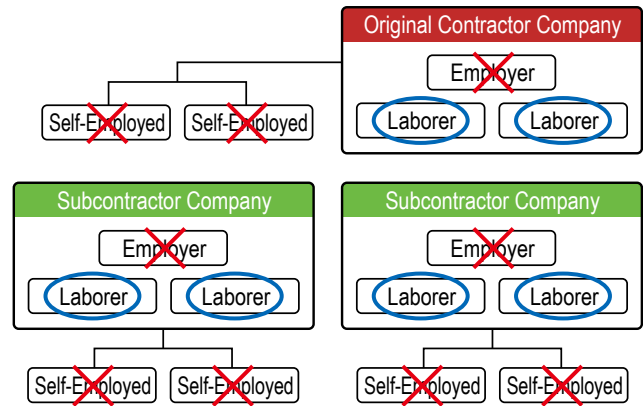 Original Contractor Company
Employer
Self-Employed Self-Employed
Laborer Laborer
Subcontractor Company
Employer
Laborer Laborer
Self-Employed Self-Employed
Subcontractor Company
Employer
Laborer Laborer
Self-Employed Self-Employed